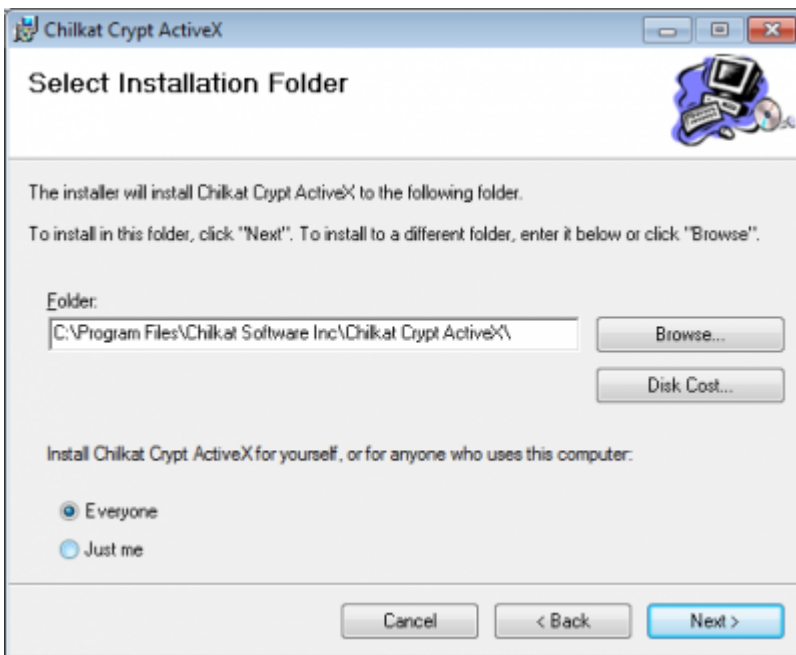 Chilkat Crypt ActiveX
Select Installation Folder
The installer will install Chilkat Crypt ActiveX to the following folder.
To install in this folder, click "Next". To install to a different folder, enter it below or click "Browse".
Folder:
C:\Program Files\Chilkat Software Inc\Chilkat Crypt ActiveX\
Browse...
Disk Cost...
Install Chilkat Crypt ActiveX for yourself, or for anyone who uses this computer:
Everyone
Just me
Cancel
< Back
Next >